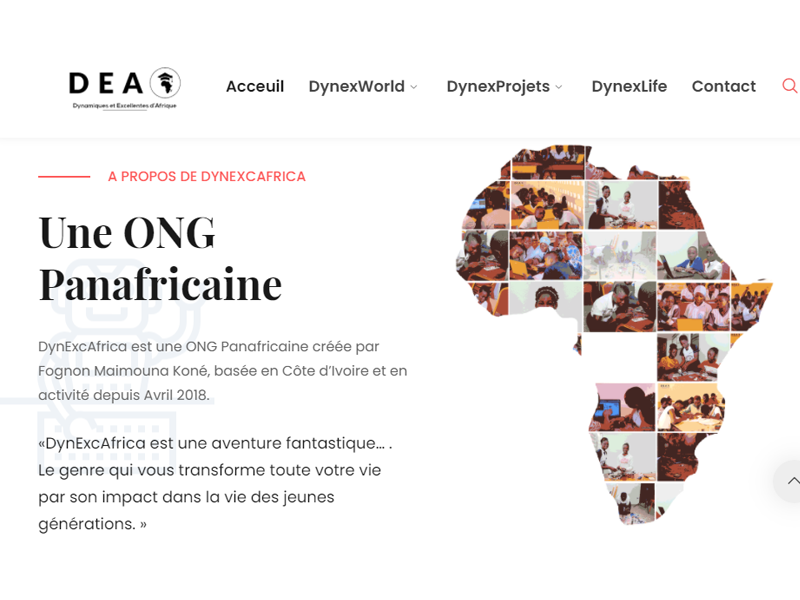 DEA
Dynamiques et Excellentes d'Afrique
Acceuil DynexWorld DynexProjets DynexLife Contact
A PROPOS DE DYNEXCAFRICA
Une ONG
Panafricaine
DynExcAfrica est une ONG Panafricaine créée par
Fognon Maimouna Koné, basée en Côte d'Ivoire et en
activité depuis Avril 2018.
«DynExcAfrica est une aventure fantastique... .
Le genre qui vous transforme toute votre vie
par son impact dans la vie des jeunes
générations. »